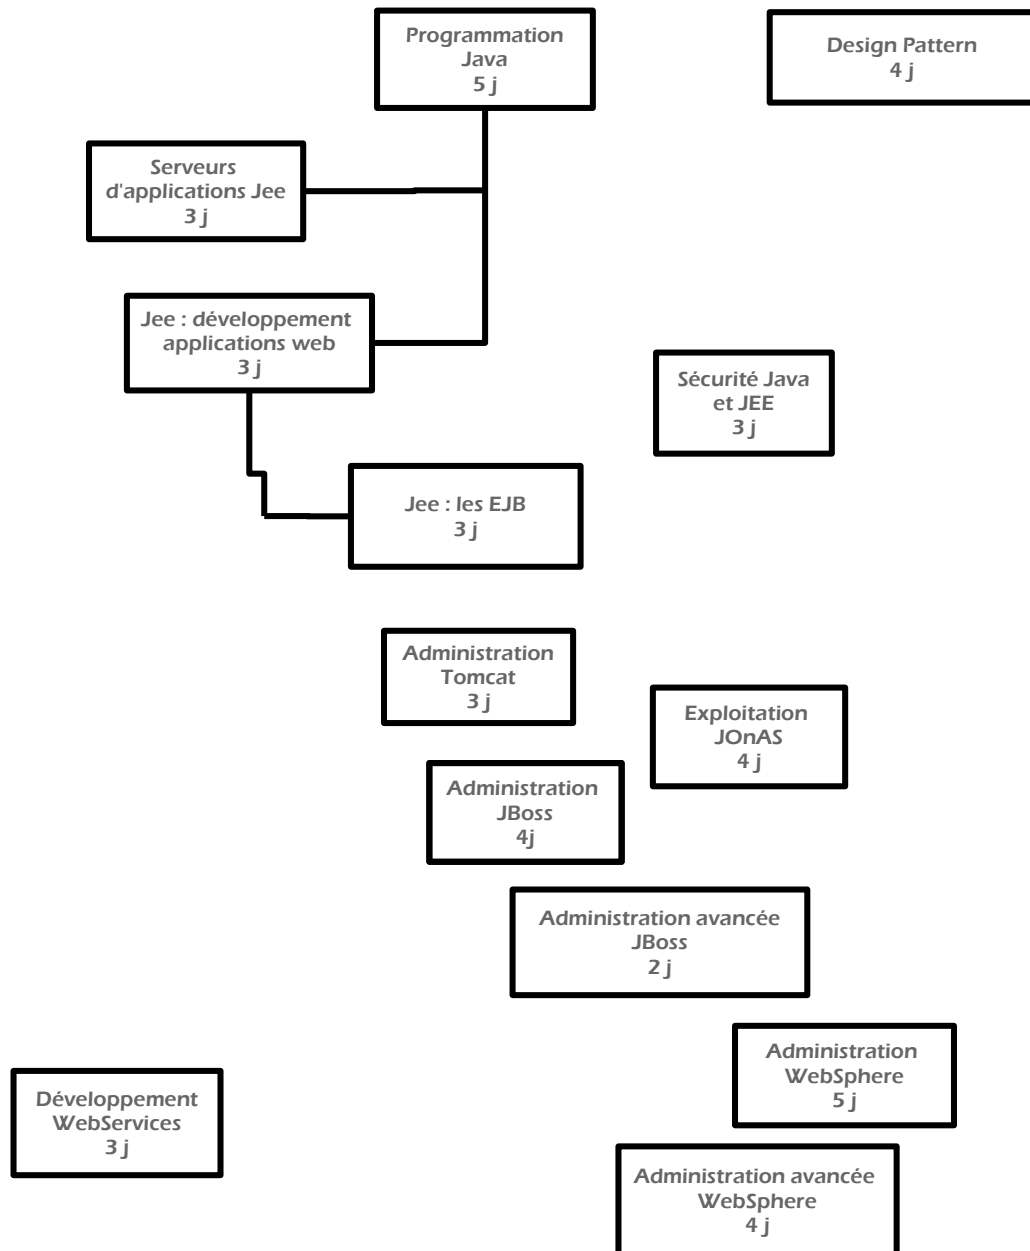 Programmation
Java
5 j
Design Pattern
4 j
Serveurs
d'applications Jee
3 j
Jee : développement
applications web
3 j
Sécurité Java
et JEE
3 j
Jee : les EJB
3 j
Administration
Tomcat
3 j
Exploitation
JOnAS
4 j
Administration
JBoss
4j
Administration avancée
JBoss
2 j
Administration
WebSphere
5 j
Développement
WebServices
3 j
Administration avancée
WebSphere
4 j